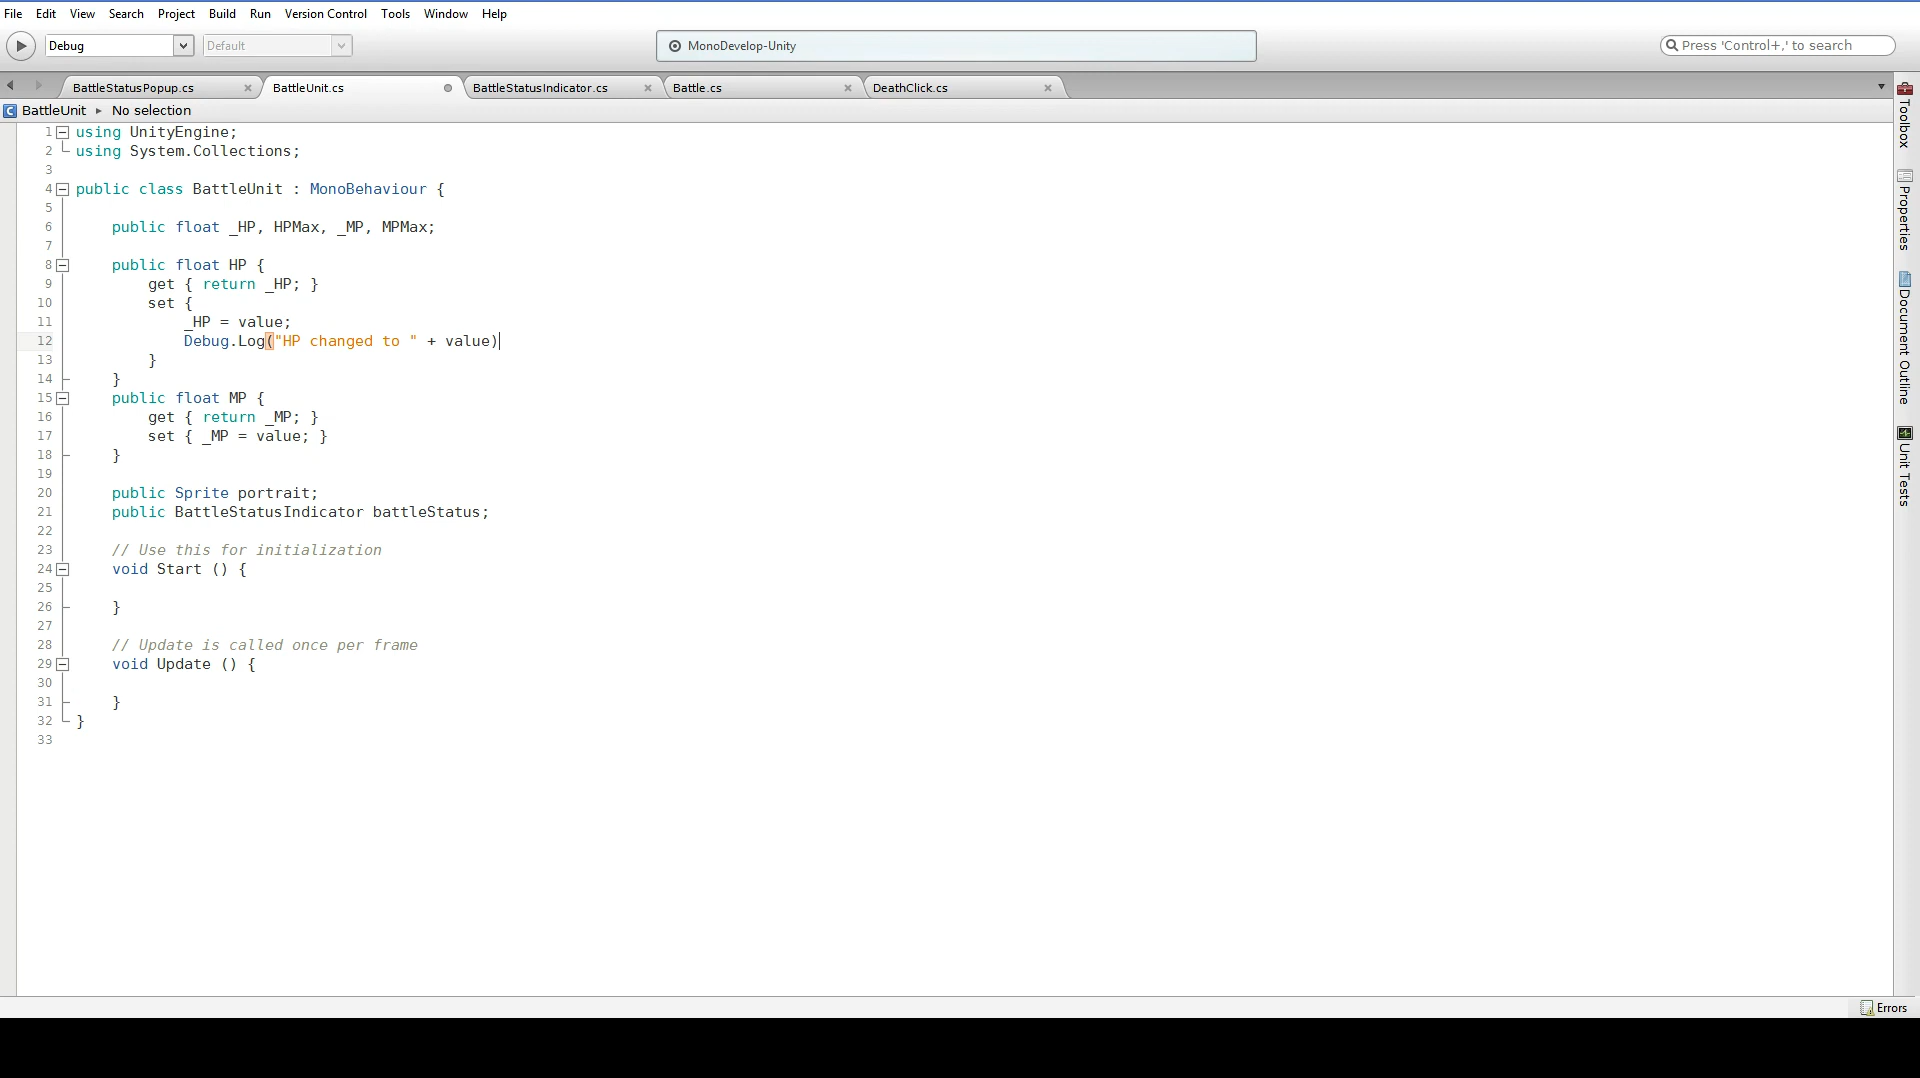 File Edit View Search Project Build Run Version Control Tools Window Help
Debug Default MonoDevelop-Unity Press 'Control+,' to search
BattleStatusPopup.cs BattleUnit.cs BattleStatusIndicator.cs Battle.cs DeathClick.cs
BattleUnit No selection
1 using UnityEngine;
2 using System.Collections;
3
4 public class BattleUnit : MonoBehaviour {
5
6 public float _HP, HPMax, _MP, MPMax;
7
8 public float HP {
9 get { return _HP; }
10 set {
11 _HP = value;
12 Debug.Log("HP changed to " + value)
13 }
14 }
15 public float MP {
16 get { return _MP; }
17 set { _MP = value; }
18 }
19
20 public Sprite portrait;
21 public BattleStatusIndicator battleStatus;
22
23 // Use this for initialization
24 void Start () {
25
26 }
27
28 // Update is called once per frame
29 void Update () {
30
31 }
32 }
33
Toolbox
Properties
Document Outline
Unit Tests
Errors